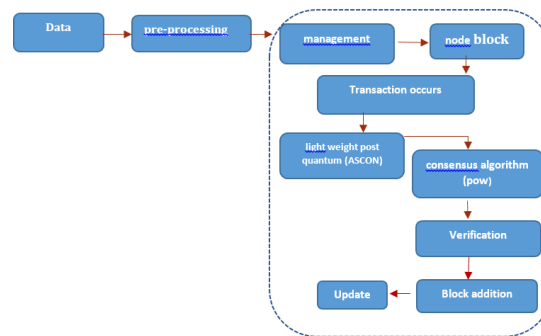 Data
pre-processing
management
node block
Transaction occurs
light weight post
quantum (ASCON)
consensus algorithm
(pow)
Verification
Update
Block addition